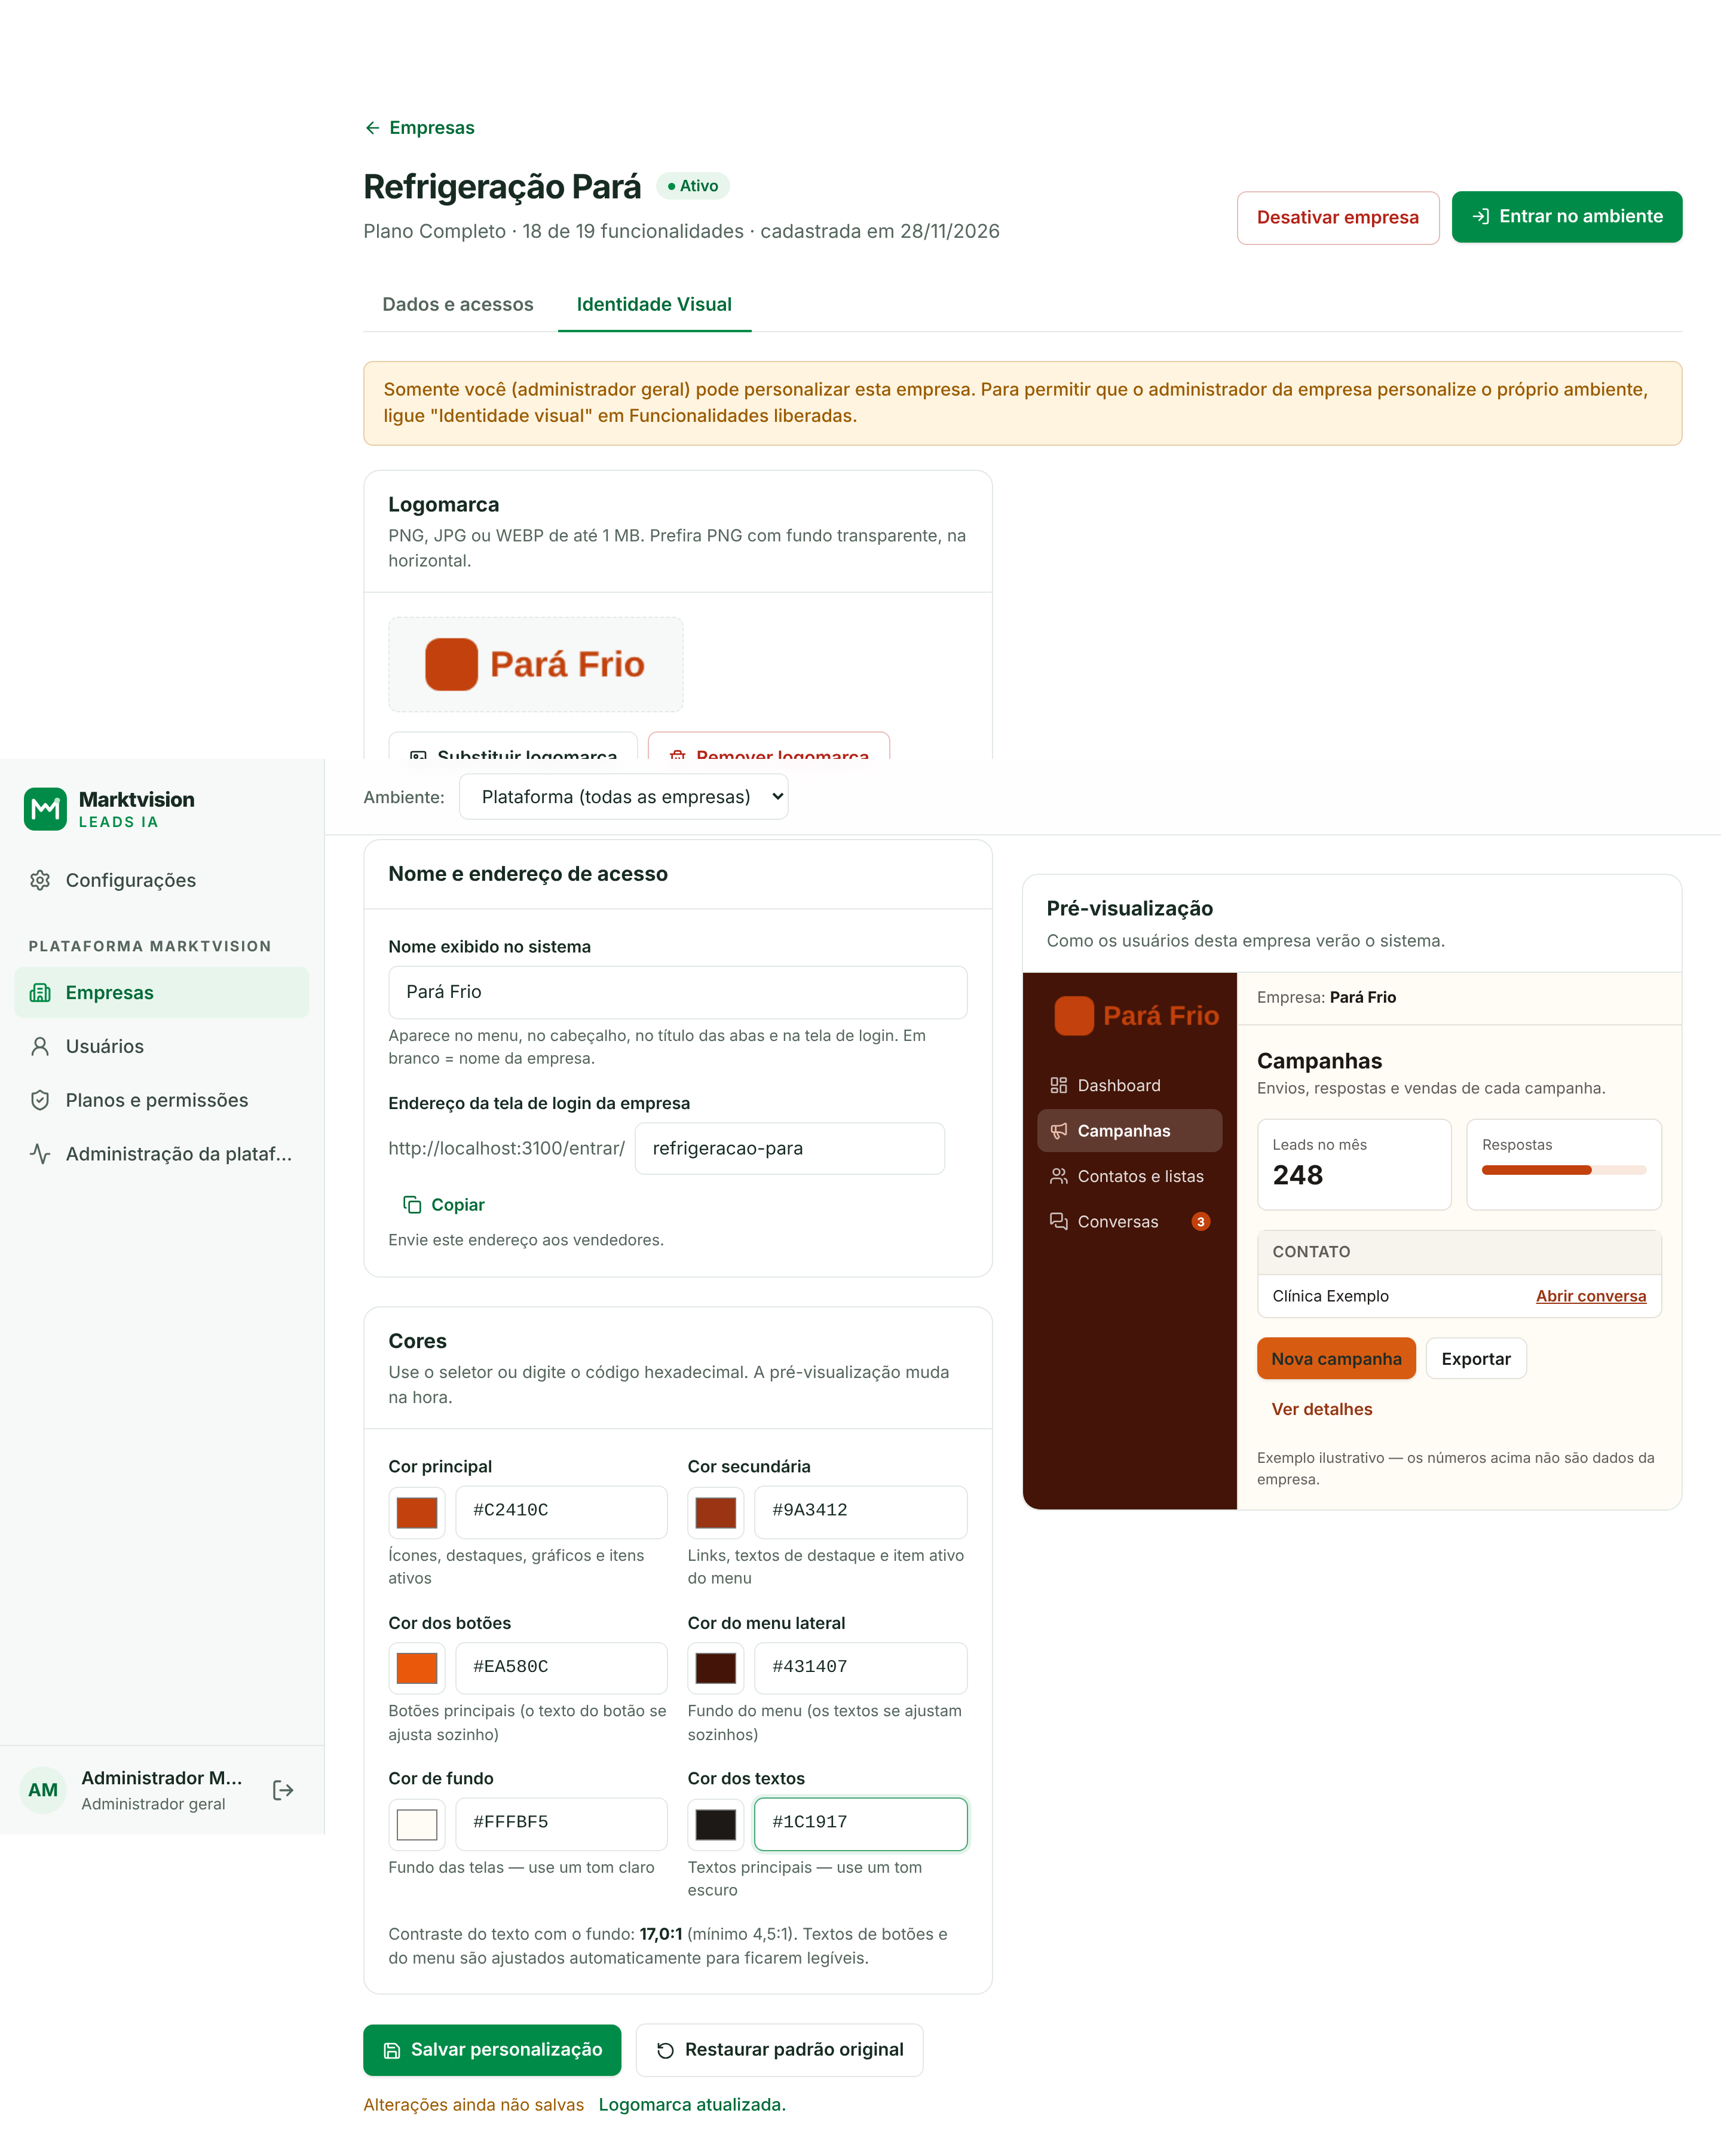 Empresas
Refrigeração Pará
Ativo
Plano Completo · 18 de 19 funcionalidades · cadastrada em 28/11/2026
Desativar empresa
Entrar no ambiente
Dados e acessos
Identidade Visual
Somente você (administrador geral) pode personalizar esta empresa. Para permitir que o administrador da empresa personalize o próprio ambiente,
ligue "Identidade visual" em Funcionalidades liberadas.
Logomarca
PNG, JPG ou WEBP de até 1 MB. Prefira PNG com fundo transparente, na
horizontal.
Pará Frio
Substituir logomarca
Remover logomarca
Marktvision
LEADS IA
Configurações
PLATAFORMA MARKTVISION
Empresas
Usuários
Planos e permissões
Administração da plataf...
AM
Administrador M...
Administrador geral
Ambiente:
Plataforma (todas as empresas)
Nome e endereço de acesso
Nome exibido no sistema
Pará Frio
Aparece no menu, no cabeçalho, no título das abas e na tela de login. Em
branco = nome da empresa.
Endereço da tela de login da empresa
http://localhost:3100/entrar/
refrigeracao-para
Copiar
Envie este endereço aos vendedores.
Cores
Use o seletor ou digite o código hexadecimal. A pré-visualização muda
na hora.
Cor principal
#C2410C
Ícones, destaques, gráficos e itens
ativos
Cor secundária
#9A3412
Links, textos de destaque e item ativo
do menu
Cor dos botões
#EA580C
Botões principais (o texto do botão se
ajusta sozinho)
Cor do menu lateral
#431407
Fundo do menu (os textos se ajustam
sozinhos)
Cor de fundo
#FFFBF5
Fundo das telas — use um tom claro
Cor dos textos
#1C1917
Textos principais — use um tom
escuro
Contraste do texto com o fundo: 17,0:1 (mínimo 4,5:1). Textos de botões e
do menu são ajustados automaticamente para ficarem legíveis.
Salvar personalização
Restaurar padrão original
Alterações ainda não salvas
Logomarca atualizada.
Pré-visualização
Como os usuários desta empresa verão o sistema.
Pará Frio
Dashboard
Campanhas
Contatos e listas
Conversas
3
Empresa: Pará Frio
Campanhas
Envios, respostas e vendas de cada campanha.
Leads no mês
248
Respostas
CONTATO
Clínica Exemplo
Abrir conversa
Nova campanha
Exportar
Ver detalhes
Exemplo ilustrativo — os números acima não são dados da
empresa.